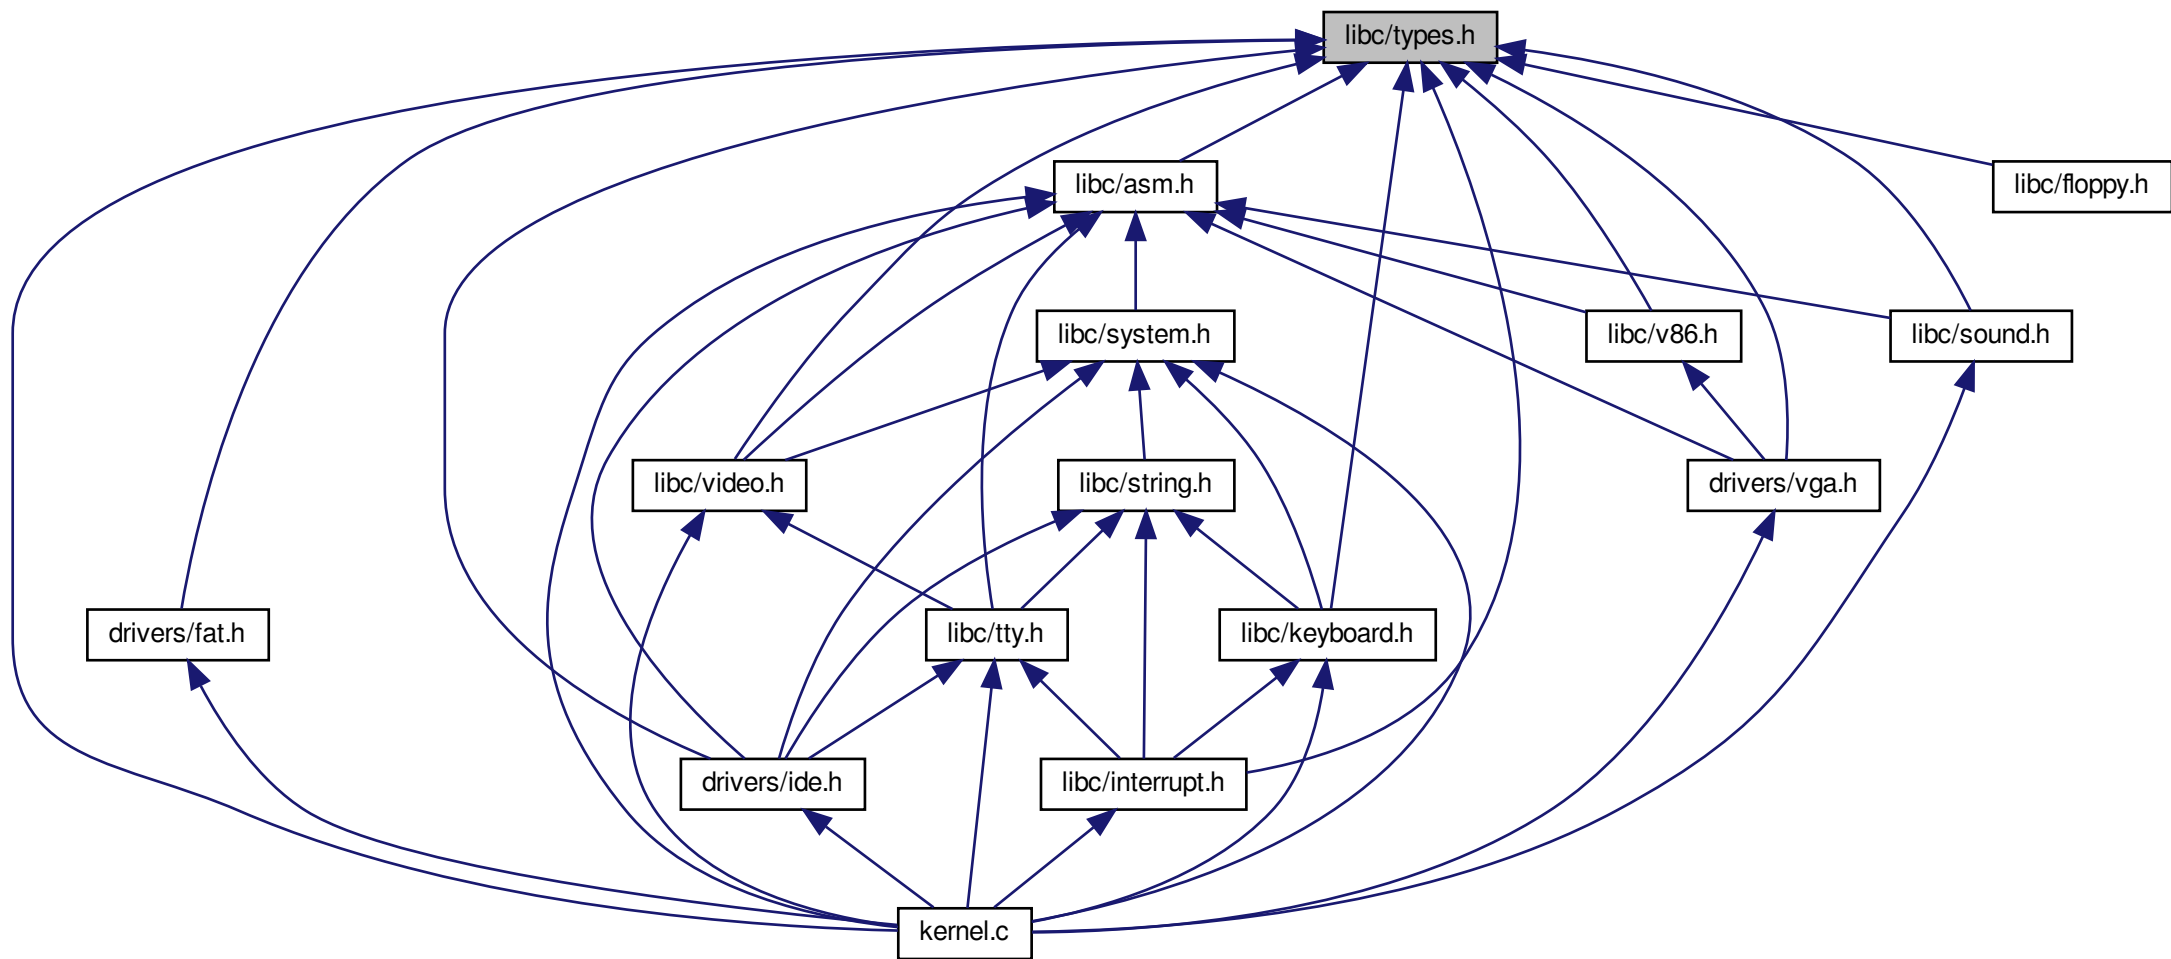 libc/types.h
libc/asm.h
libc/floppy.h
libc/system.h
libc/v86.h
libc/sound.h
libc/video.h
libc/string.h
drivers/vga.h
drivers/fat.h
libc/tty.h
libc/keyboard.h
drivers/ide.h
libc/interrupt.h
kernel.c